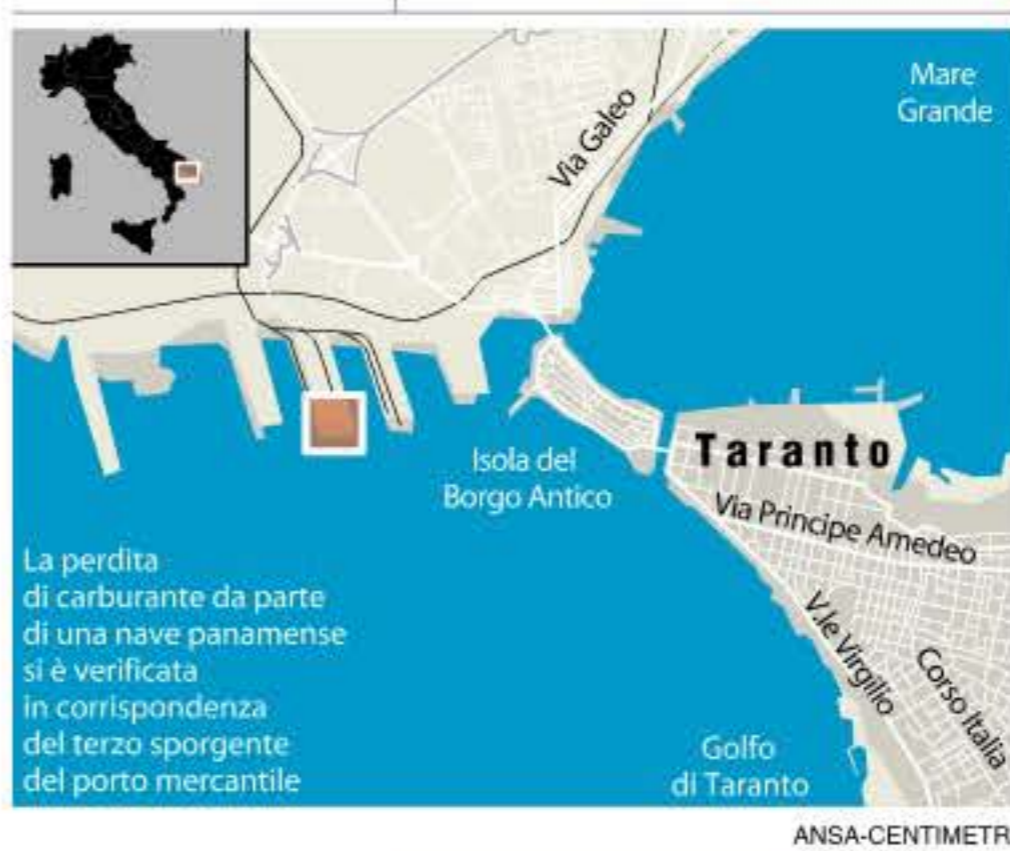 Mare
Grande
Via Galeo
Isola del
Borgo Antico
Taranto
Via Principe Amedeo
V.le Virgilio
Corso Italia
La perdita
di carburante da parte
di una nave panamense
si è verificata
in corrispondenza
del terzo sporgente
del porto mercantile
Golfo
di Taranto
ANSA-CENTIMETR